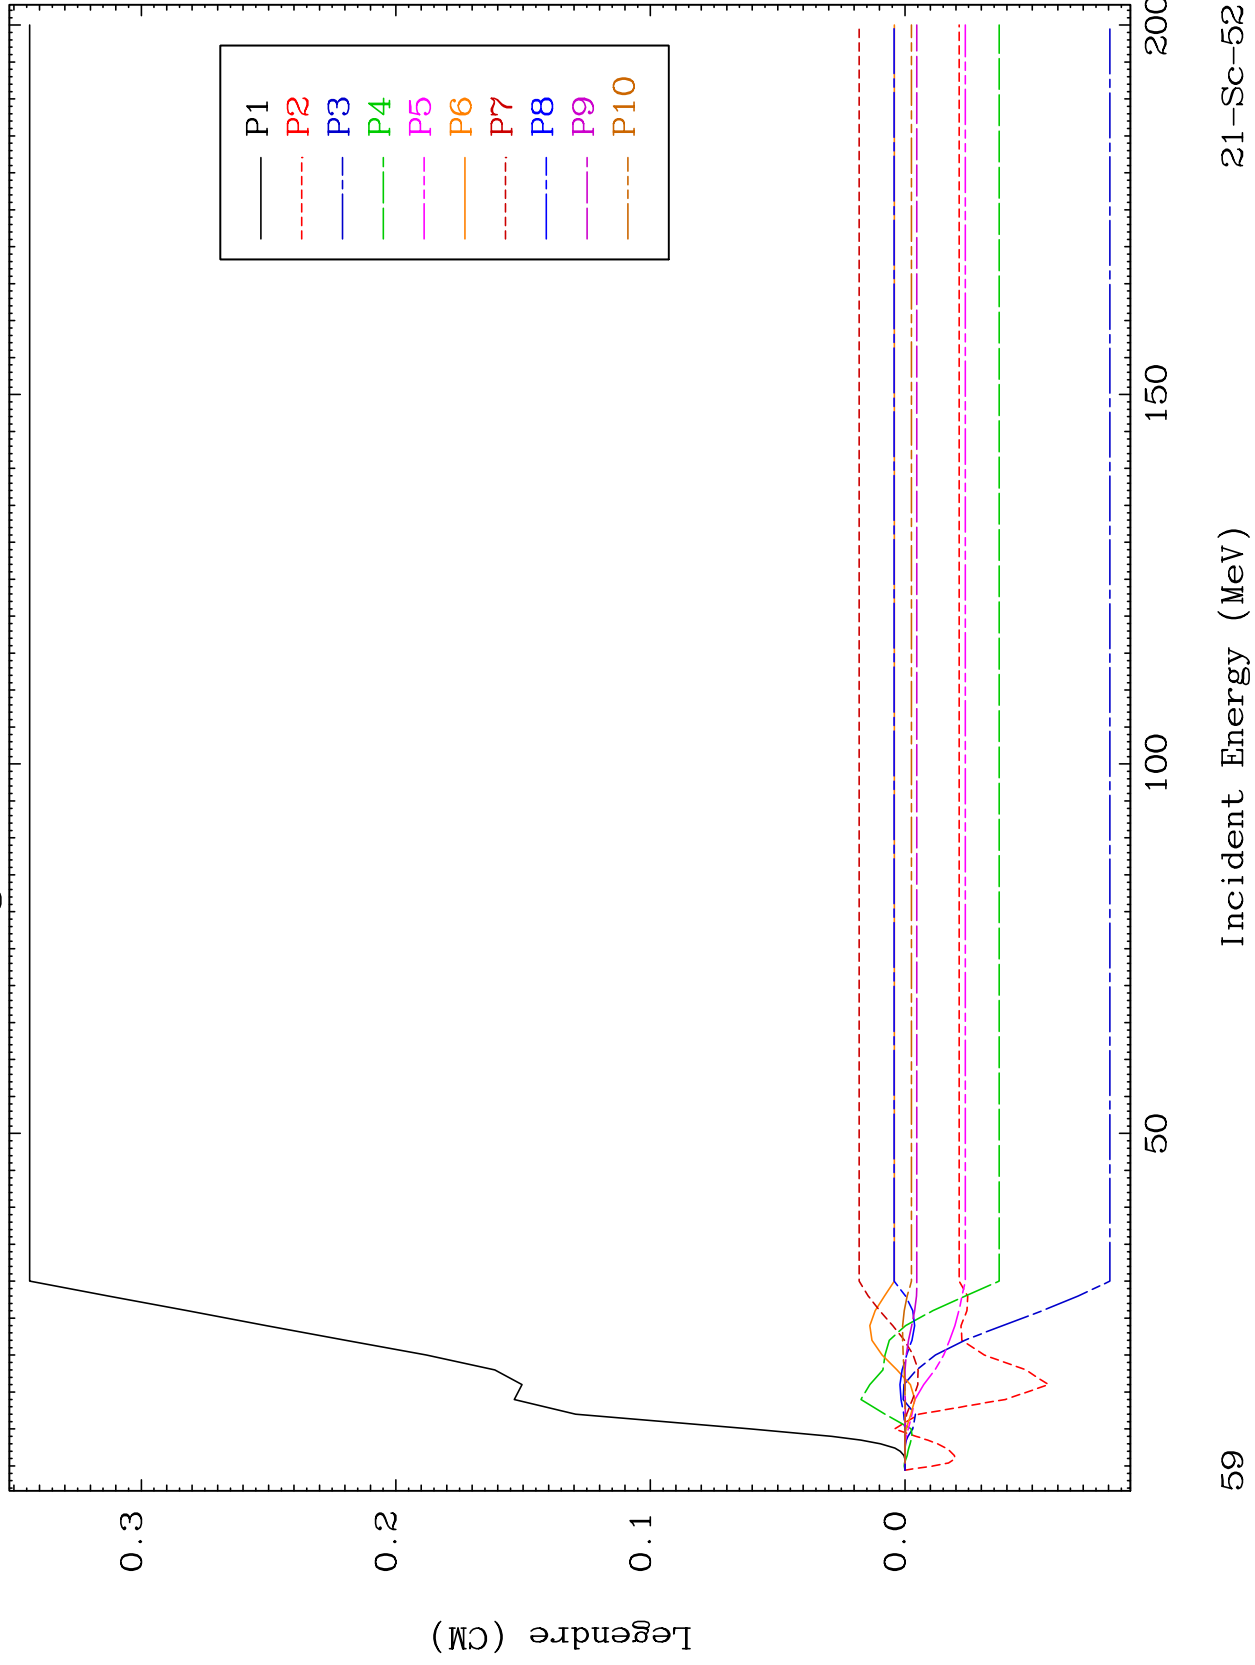 P1
P2
P3
P4
P5
P6
P7
P8
P9
P10
Legendre (CM)
0.3
0.2
0.1
0.0
50
100
150
200
59
Incident Energy (MeV)
21-Sc-52